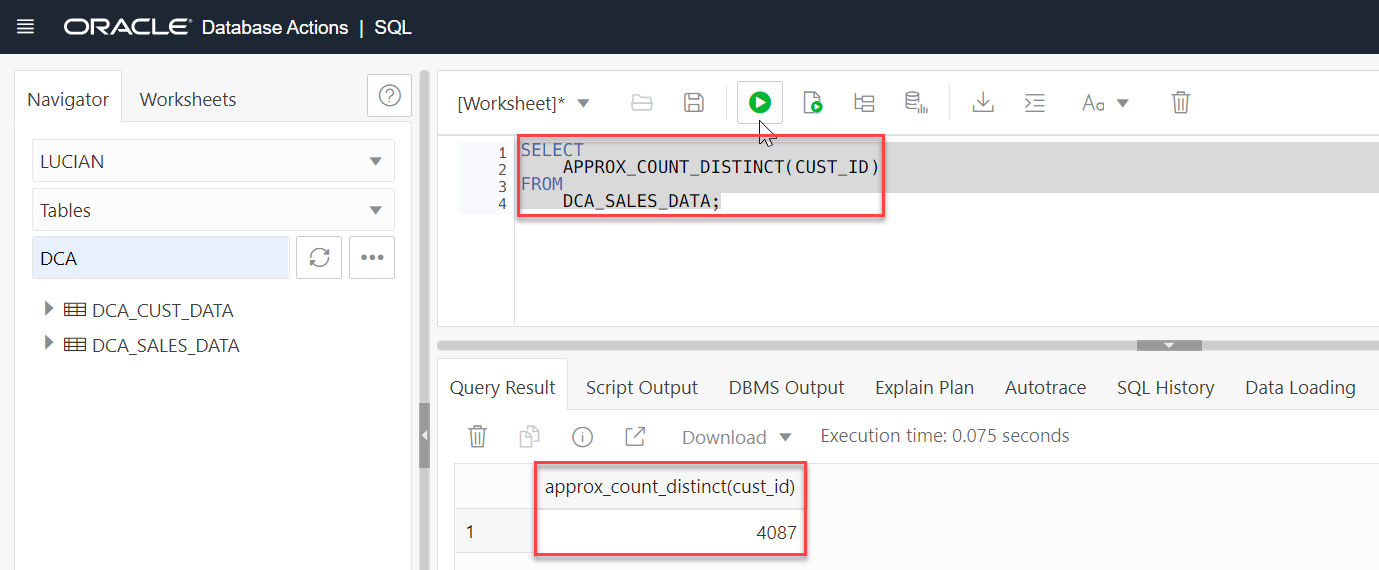 ORACLE Database Actions | SQL
Navigator Worksheets
LUCIAN
Tables
DCA
DCA_CUST_DATA
DCA_SALES_DATA
[Worksheet]* Aa
1 SELECT
2 APPROX_COUNT_DISTINCT(CUST_ID)
3 FROM
4 DCA_SALES_DATA;
Query Result Script Output DBMS Output Explain Plan Autotrace SQL History Data Loading
Download Execution time: 0.075 seconds
approx_count_distinct(cust_id)
1 4087